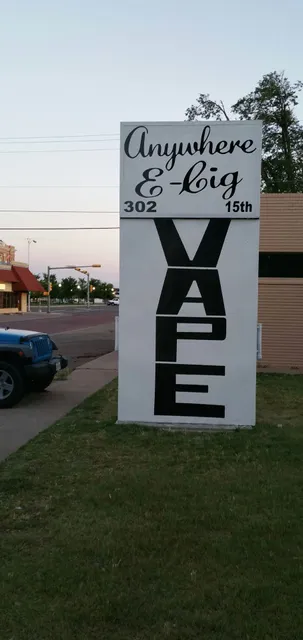 Anywhere
E-Cig
302 15th
VAPE